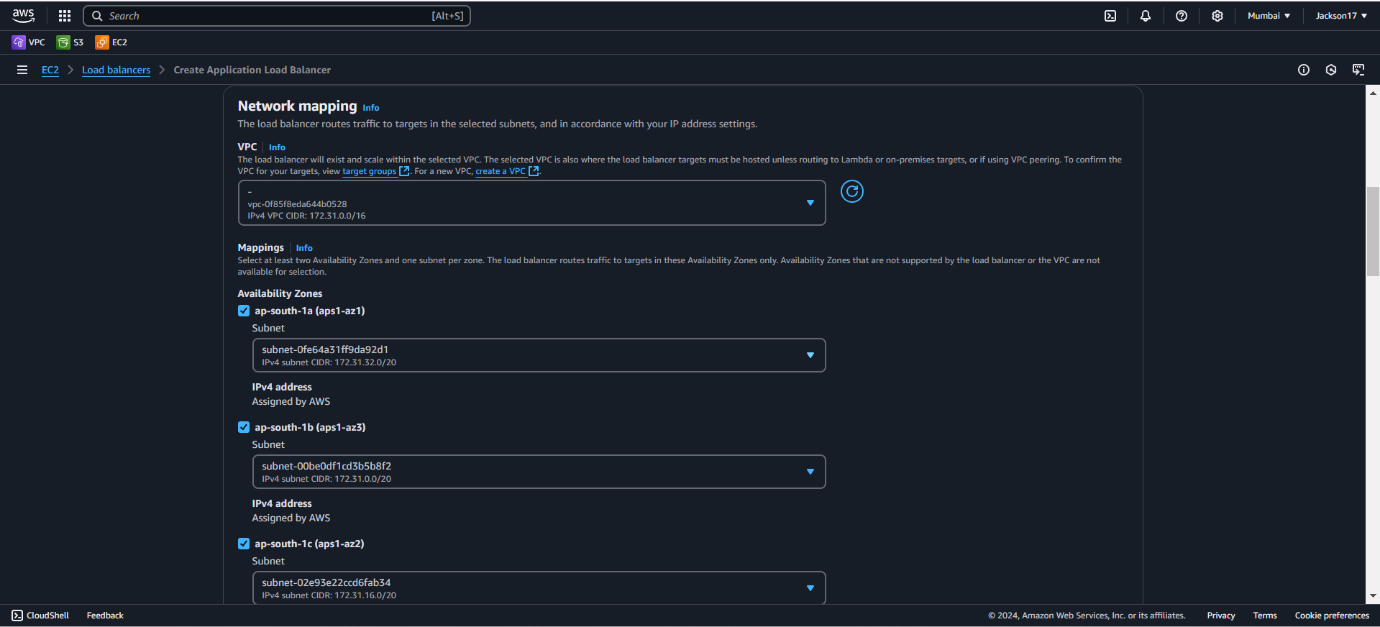 aws
Search [Alt+S]
Mumbai ▼ Jackson17 ▼
VPC S3 EC2
EC2 > Load balancers > Create Application Load Balancer
Network mapping Info
The load balancer routes traffic to targets in the selected subnets, and in accordance with your IP address settings.
VPC Info
The load balancer will exist and scale within the selected VPC. The selected VPC is also where the load balancer targets must be hosted unless routing to Lambda or on-premises targets, or if using VPC peering. To confirm
the VPC for your targets, view target groups. For a new VPC, create a VPC.
-
vpc-0f85f8eda644b0528
IPv4 VPC CIDR: 172.31.0.0/16
Mappings Info
Select at least two Availability Zones and one subnet per zone. The load balancer routes traffic to targets in these Availability Zones only. Availability Zones that are not supported by the load balancer or the VPC are not
available for selection.
Availability Zones
ap-south-1a (aps1-az1)
Subnet
subnet-0fe64a31ff9da92d1
IPv4 subnet CIDR: 172.31.32.0/20
IPv4 address
Assigned by AWS
ap-south-1b (aps1-az3)
Subnet
subnet-00be0df1cd3b5b8f2
IPv4 subnet CIDR: 172.31.0.0/20
IPv4 address
Assigned by AWS
ap-south-1c (aps1-az2)
Subnet
subnet-02e93e22ccd6fab34
IPv4 subnet CIDR: 172.31.16.0/20
CloudShell Feedback © 2024, Amazon Web Services, Inc. or its affiliates. Privacy Terms Cookie preferences